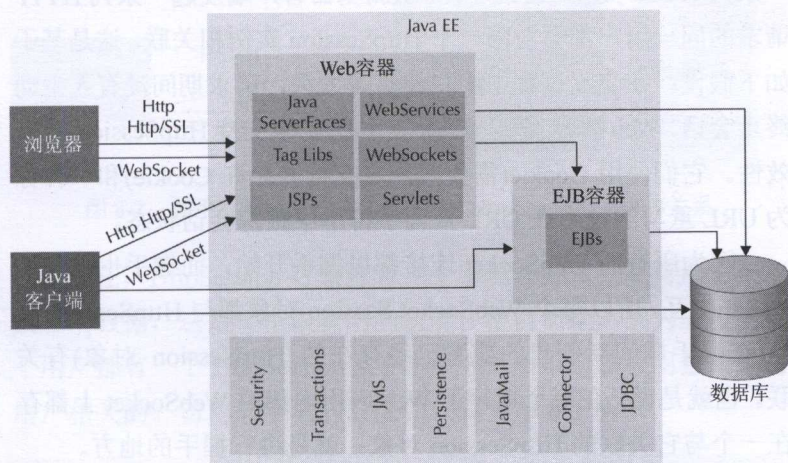 Java EE
Web容器
Java
ServerFaces
WebServices
Tag Libs
WebSockets
JSPs
Servlets
浏览器
Http
Http/SSL
WebSocket
Http Http/SSL
WebSocket
Java
客户端
EJB容器
EJBs
数据库
Security
Transactions
JMS
Persistence
JavaMail
Connector
JDBC